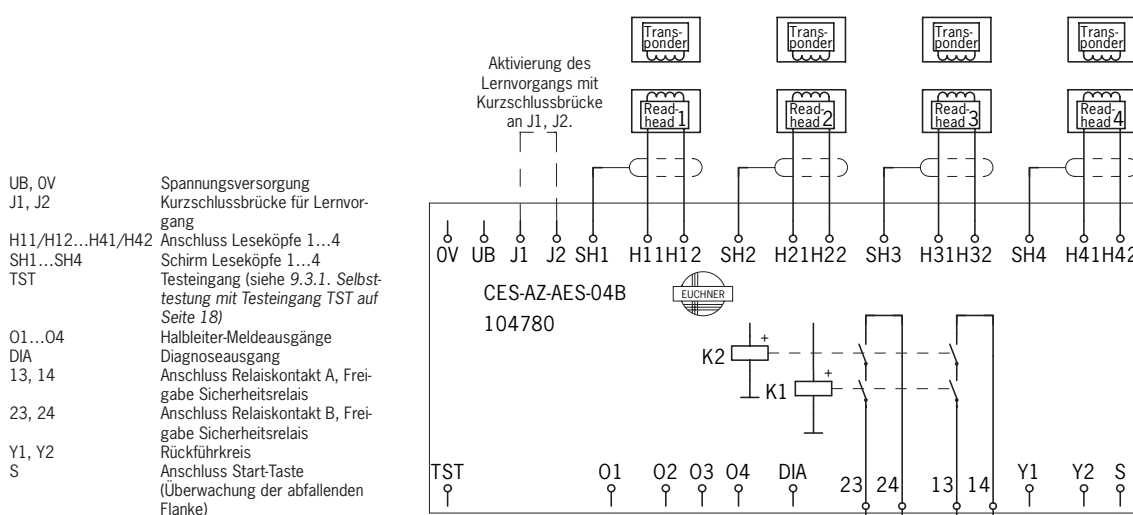 Trans-
ponder
Trans-
ponder
Trans-
ponder
Trans-
ponder
Aktivierung des
Lernvorgangs mit
Kurzschlussbrücke
an J1, J2.
Read-
head 1
Read-
head 2
Read-
head 3
Read-
head 4
UB, 0V Spannungsversorgung
J1, J2 Kurzschlussbrücke für Lernvor-
gang
H11/H12...H41/H42 Anschluss Leseköpfe 1...4
SH1...SH4 Schirm Leseköpfe 1...4
TST Testeingang (siehe 9.3.1. Selbst-
testung mit Testeingang TST auf
Seite 18)
O1...O4 Halbleiter-Meldeausgänge
DIA Diagnoseausgang
13, 14 Anschluss Relaiskontakt A, Frei-
gabe Sicherheitsrelais
23, 24 Anschluss Relaiskontakt B, Frei-
gabe Sicherheitsrelais
Y1, Y2 Rückführkreis
S Anschluss Start-Taste
(Überwachung der abfallenden
Flanke)
0V UB J1 J2 SH1 H11 H12 SH2 H21 H22 SH3 H31 H32 SH4 H41 H42
CES-AZ-AES-04B
EUCHNER
104780
K2 +
K1 +
TST O1 O2 O3 O4 DIA 23 24 13 14 Y1 Y2 S